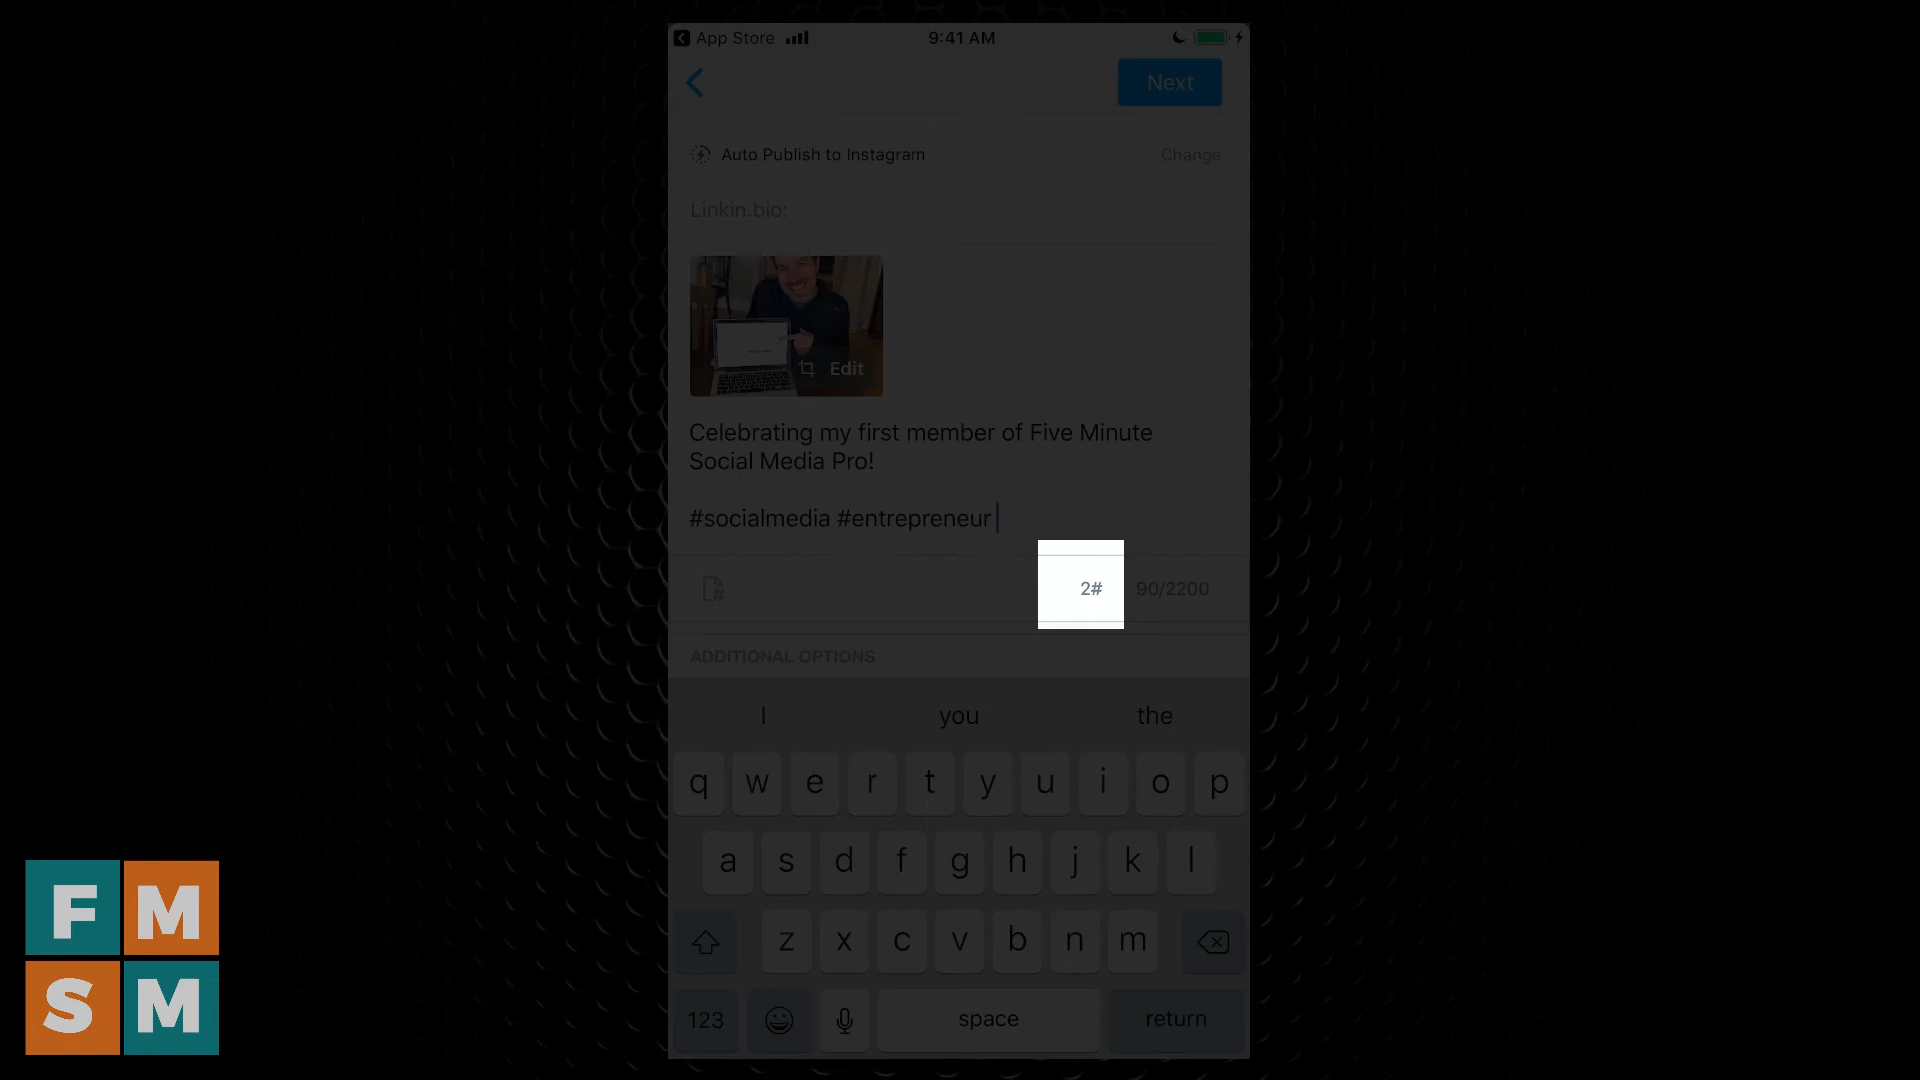 App Store
9:41 AM
Next
Auto Publish to Instagram
Change
Linkin.bio:
Edit
Celebrating my first member of Five Minute
Social Media Pro!
#socialmedia #entrepreneur
2#
90/2200
ADDITIONAL OPTIONS
I you the
q w e r t y u i o p
a s d f g h j k l
z x c v b n m
123 space return
F M
S M